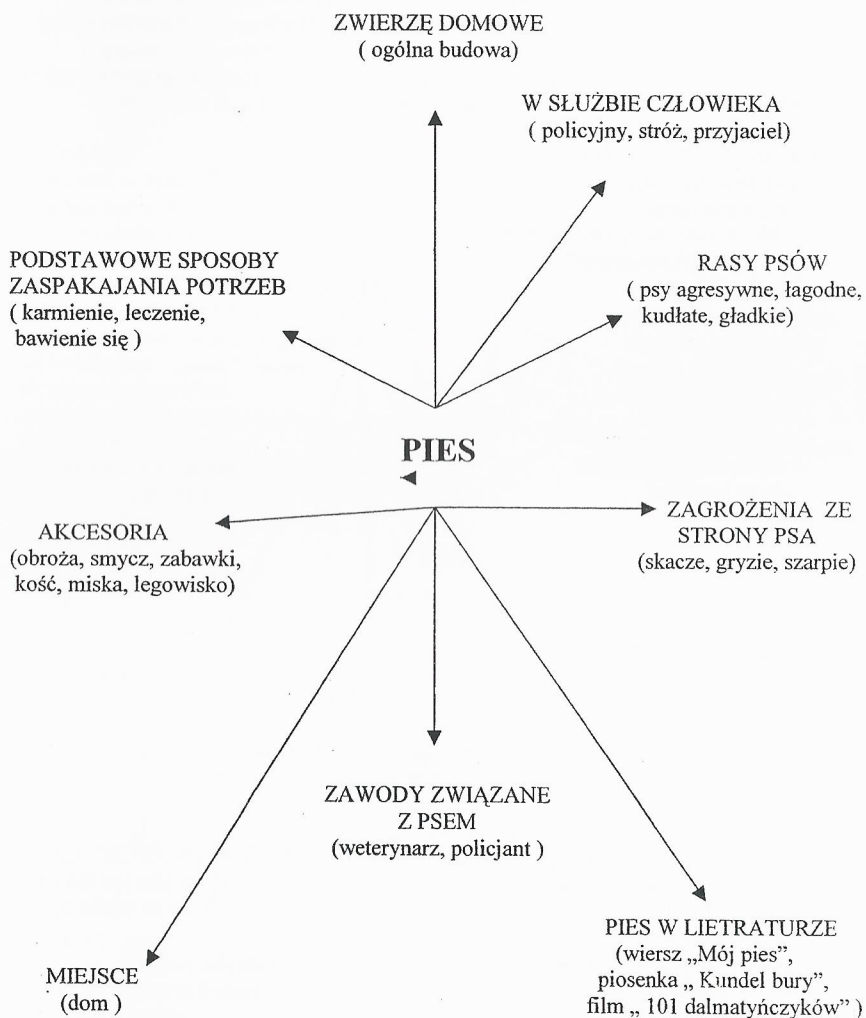 ZWIERZĘ DOMOWE
( ogólna budowa)
W SŁUŻBIE CZŁOWIEKA
( policyjny, stróż, przyjaciel)
PODSTAWOWE SPOSOBY
ZASPAKAJANIA POTRZEB
( karmienie, leczenie,
bawienie się )
RASY PSÓW
( psy agresywne, łagodne,
kudłate, gładkie)
PIES
AKCESORIA
(obroża, smycz, zabawki,
kość, miska, legowisko)
ZAGROŻENIA ZE
STRONY PSA
(skacze, gryzie, szarpie)
ZAWODY ZWIĄZANE
Z PSEM
(weterynarz, policjant )
MIEJSCE
(dom )
PIES W LIETRATURZE
(wiersz „Mój pies”,
piosenka „ Kundel bury”,
film „ 101 dalmatyńczyków” )